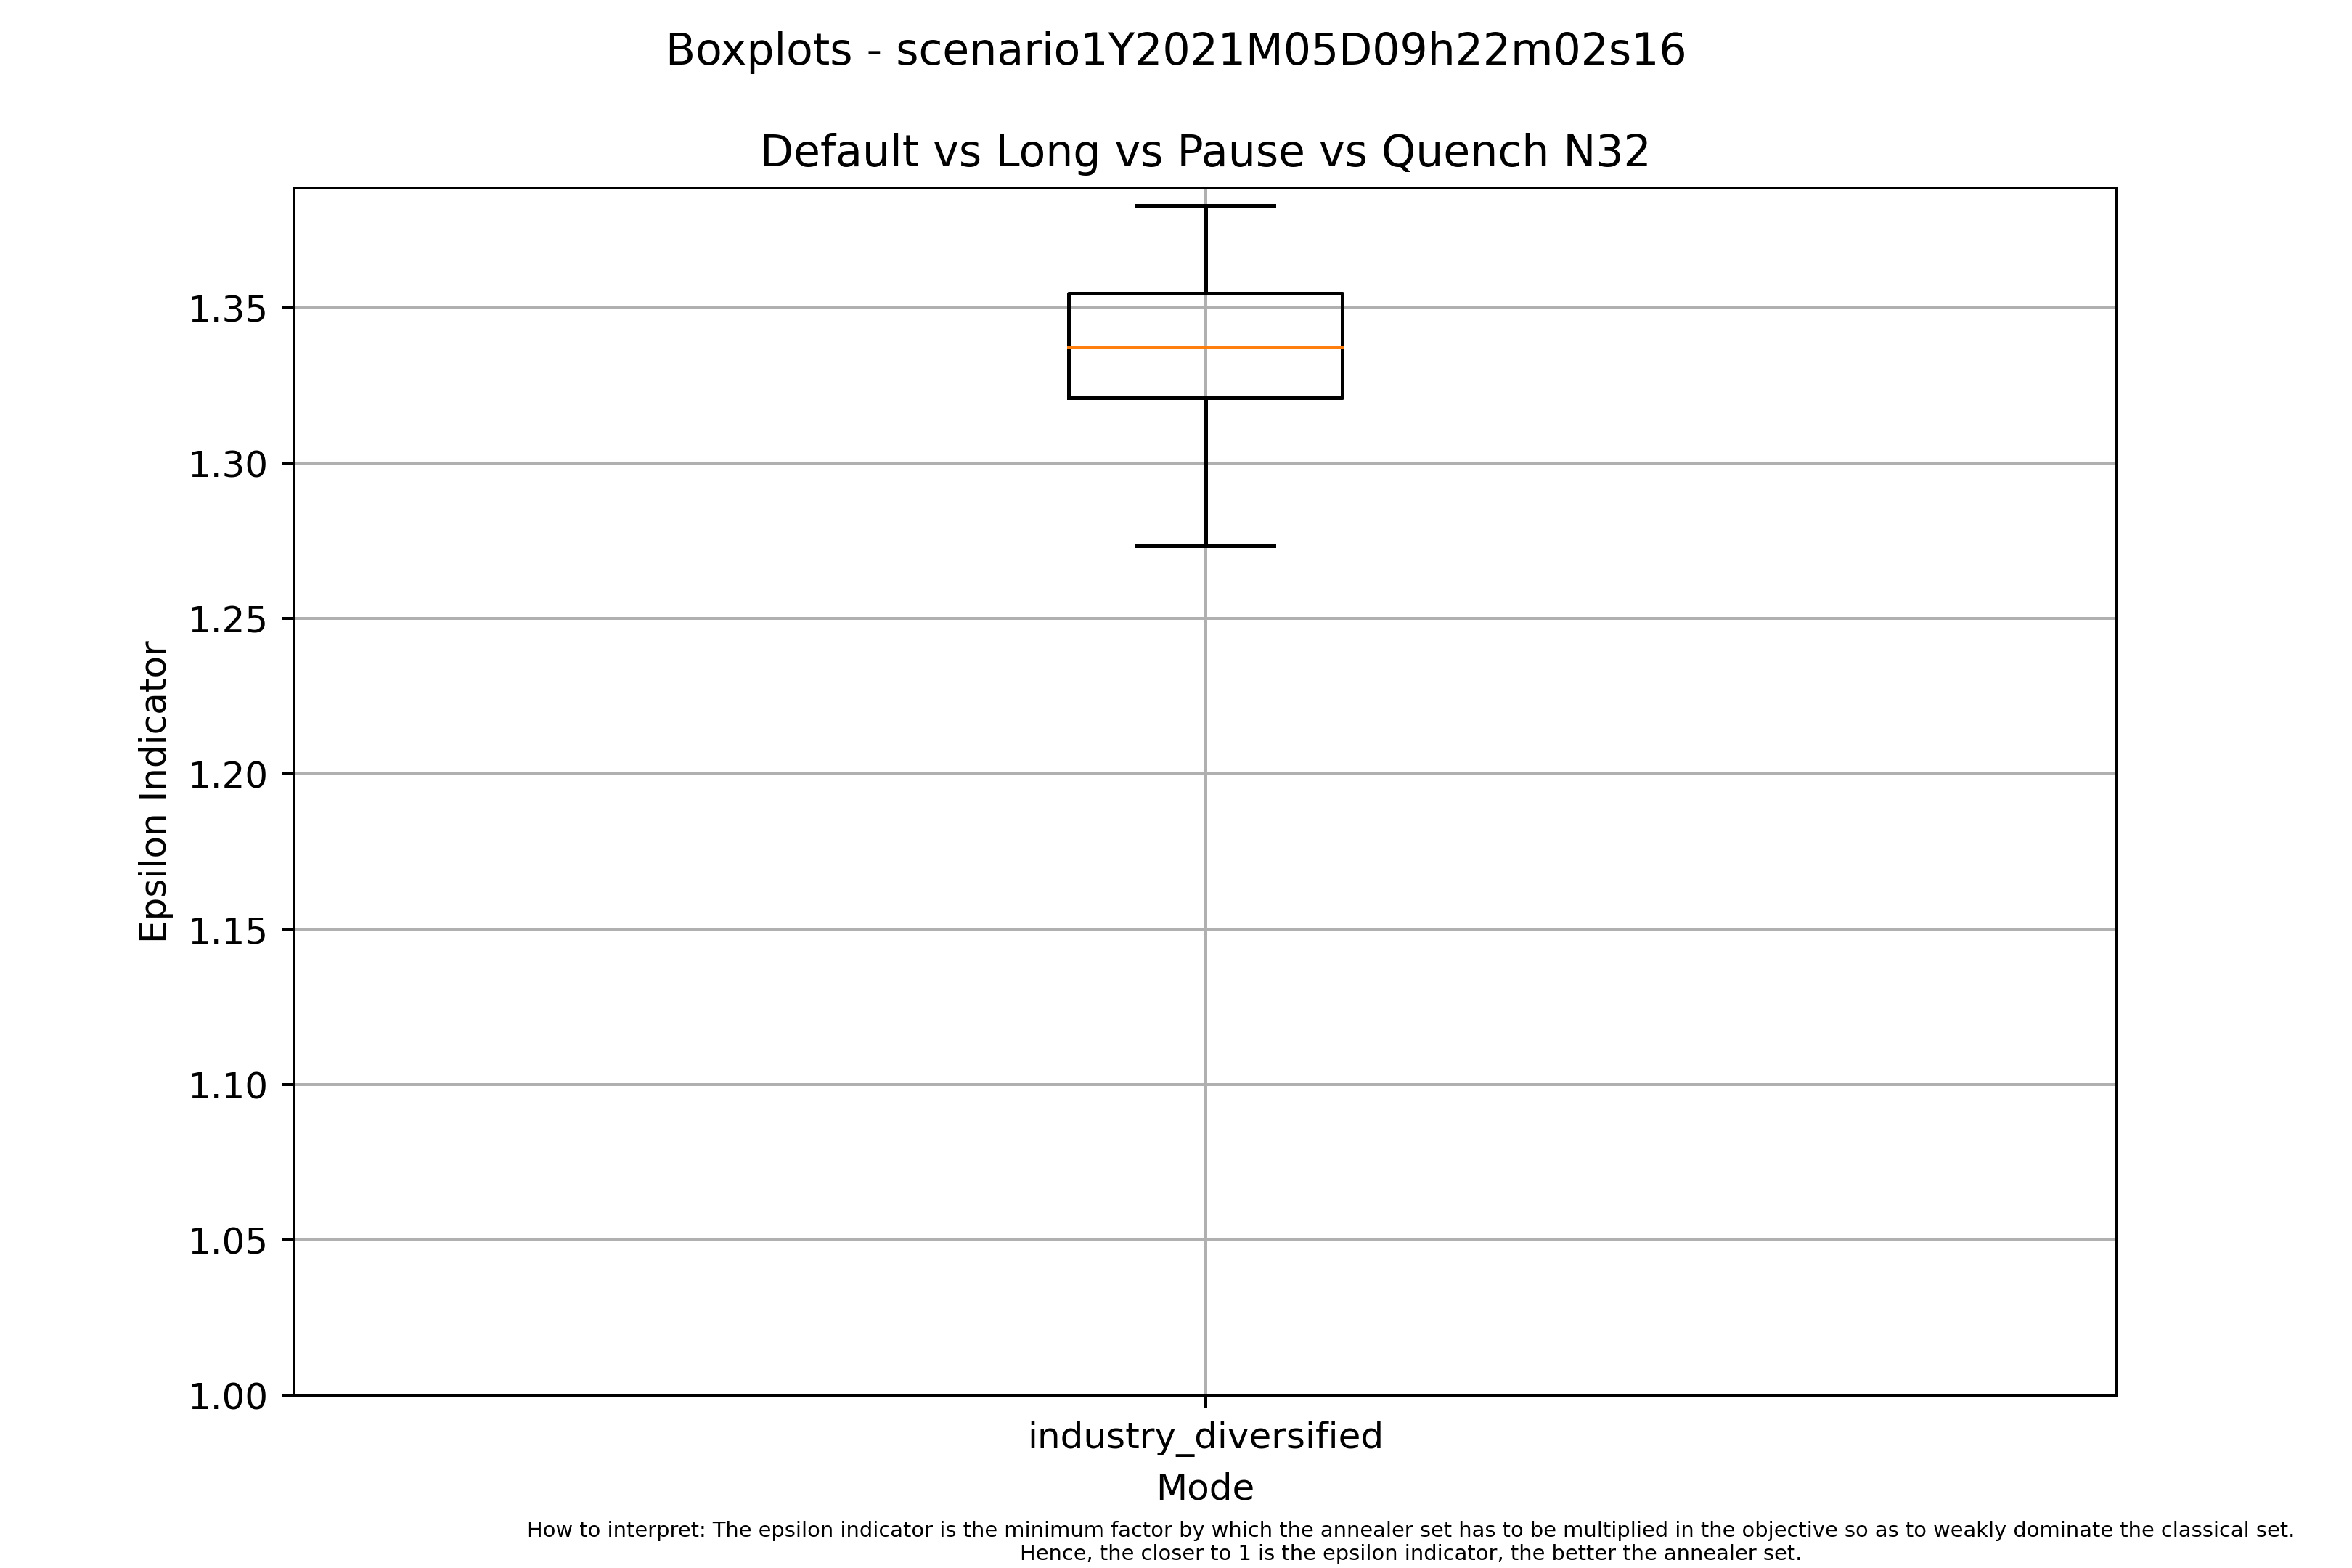 Boxplots - scenario1Y2021M05D09h22m02s16
Default vs Long vs Pause vs Quench N32
1.35
1.30
1.25
1.20
1.15
1.10
1.05
1.00
Epsilon Indicator
industry_diversified
Mode
How to interpret: The epsilon indicator is the minimum factor by which the annealer set has to be multiplied in the objective so as to weakly dominate the classical set.
Hence, the closer to 1 is the epsilon indicator, the better the annealer set.